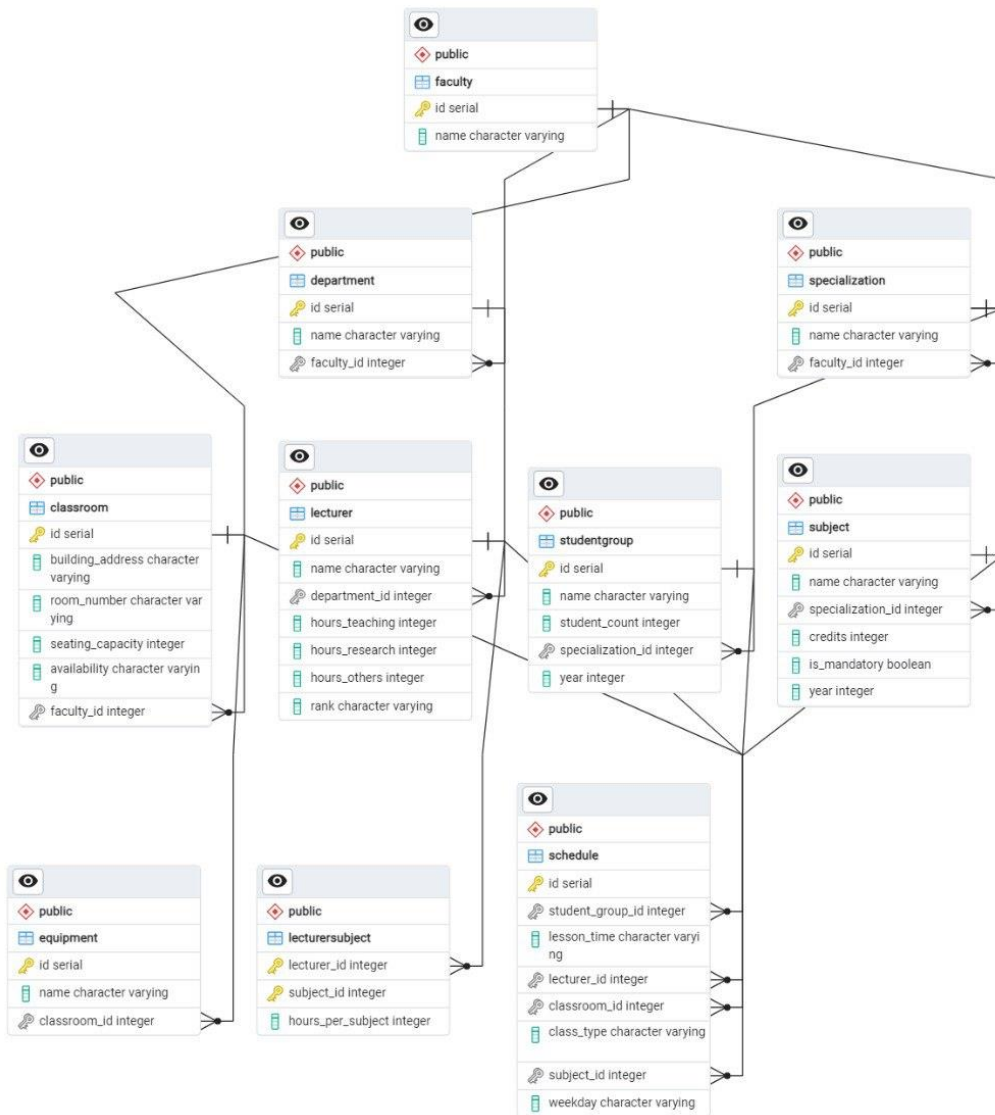 public
faculty
id serial
name character varying
public
department
id serial
name character varying
faculty_id integer
public
specialization
id serial
name character varying
faculty_id integer
public
classroom
id serial
building_address character
varying
room_number character var
ying
seating_capacity integer
availability character varyin
g
faculty_id integer
public
lecturer
id serial
name character varying
department_id integer
hours_teaching integer
hours_research integer
hours_others integer
rank character varying
public
studentgroup
id serial
name character varying
student_count integer
specialization_id integer
year integer
public
subject
id serial
name character varying
specialization_id integer
credits integer
is_mandatory boolean
year integer
public
equipment
id serial
name character varying
classroom_id integer
public
lecturersubject
lecturer_id integer
subject_id integer
hours_per_subject integer
public
schedule
id serial
student_group_id integer
lesson_time character varyi
ng
lecturer_id integer
classroom_id integer
class_type character varying
subject_id integer
weekday character varying